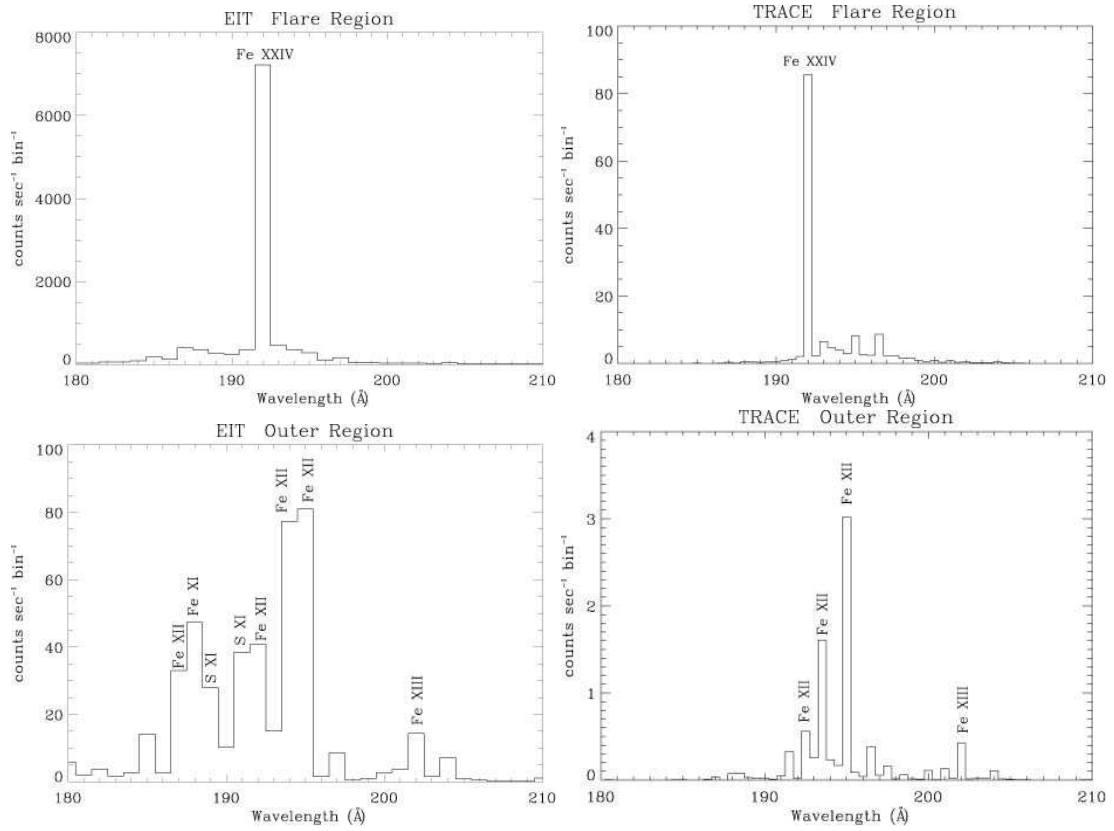 EIT Flare Region
8000
6000
4000
2000
0
counts sec⁻¹ bin⁻¹
Fe XXIV
180 190 200 210
Wavelength (Å)
TRACE Flare Region
100
80
60
40
20
0
counts sec⁻¹ bin⁻¹
Fe XXIV
180 190 200 210
Wavelength (Å)
EIT Outer Region
100
80
60
40
20
0
counts sec⁻¹ bin⁻¹
Fe XII
Fe XI
S XI
S XI
Fe XII
Fe XII
Fe XII
Fe XIII
180 190 200 210
Wavelength (Å)
TRACE Outer Region
4
3
2
1
0
counts sec⁻¹ bin⁻¹
Fe XII
Fe XII
Fe XII
Fe XIII
180 190 200 210
Wavelength (Å)